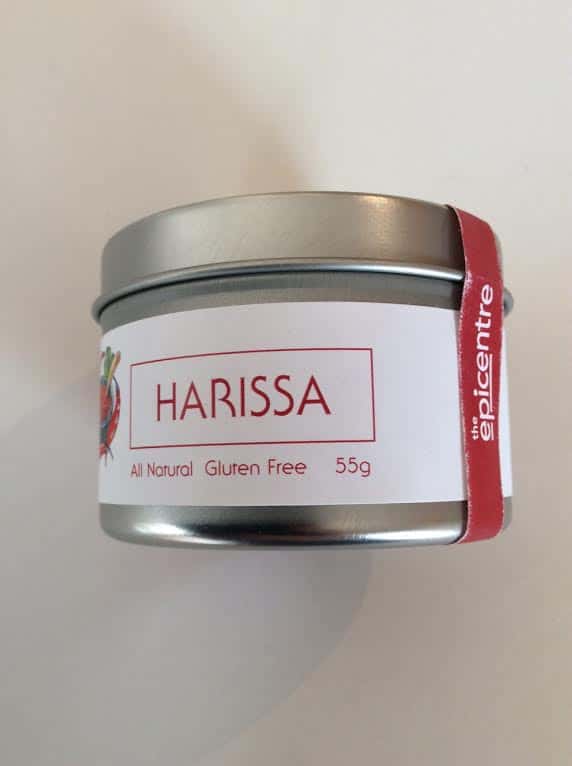 HARISSA
All Natural Gluten Free 55g
the
epicentre